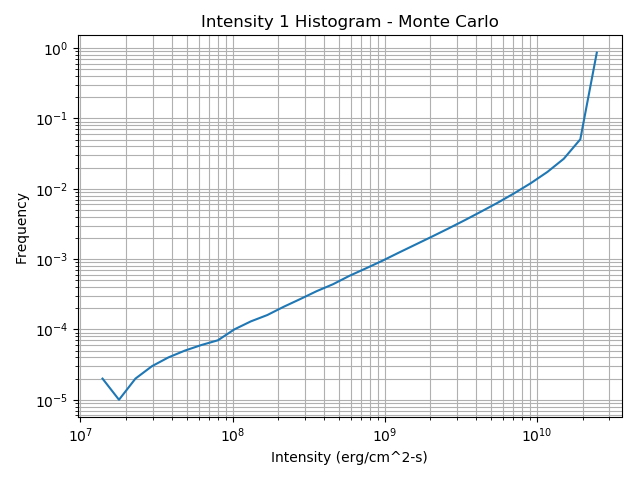 Intensity 1 Histogram - Monte Carlo
Frequency
10⁰
10⁻¹
10⁻²
10⁻³
10⁻⁴
10⁻⁵
10⁷ 10⁸ 10⁹ 10¹⁰
Intensity (erg/cm^2-s)